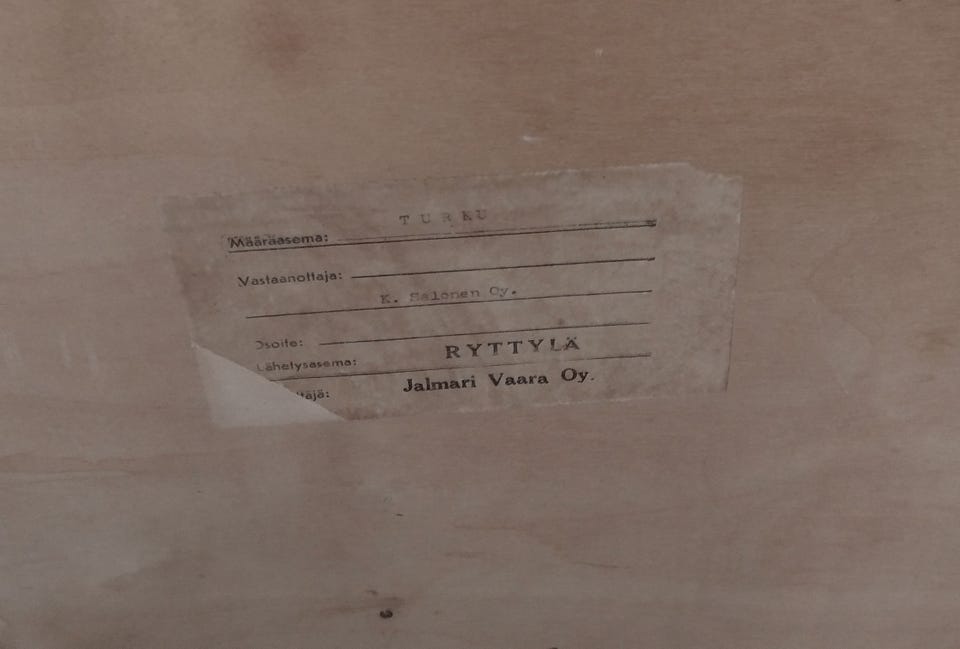 TURKU
Määräasema:
Vastaanottaja:
K. Salonen Oy.
Osoite:
Lähetysasema: RYTTYLÄ
Jalmari Vaara Oy.